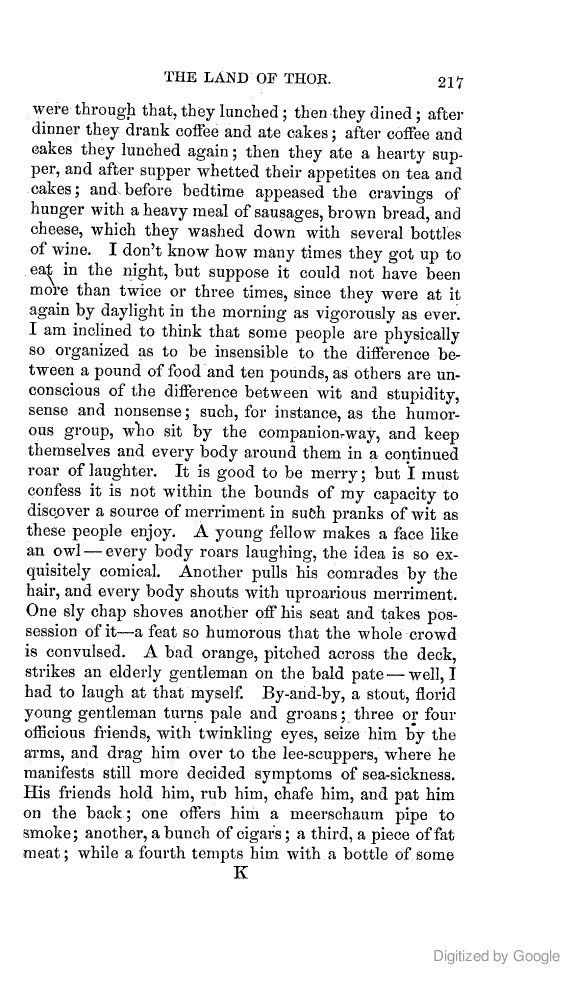 THE LAND OF THOR. 217
were through that, they lunched; then they dined; after
dinner they drank coffee and ate cakes; after coffee and
cakes they lunched again; then they ate a hearty sup-
per, and after supper whetted their appetites on tea and
cakes; and before bedtime appeased the cravings of
hunger with a heavy meal of sausages, brown bread, and
cheese, which they washed down with several bottles
of wine. I don't know how many times they got up to
eat in the night, but suppose it could not have been
more than twice or three times, since they were at it
again by daylight in the morning as vigorously as ever.
I am inclined to think that some people are physically
so organized as to be insensible to the difference be-
tween a pound of food and ten pounds, as others are un-
conscious of the difference between wit and stupidity,
sense and nonsense; such, for instance, as the humor-
ous group, who sit by the companion-way, and keep
themselves and every body around them in a continued
roar of laughter. It is good to be merry; but I must
confess it is not within the bounds of my capacity to
discover a source of merriment in such pranks of wit as
these people enjoy. A young fellow makes a face like
an owl—every body roars laughing, the idea is so ex-
quisitely comical. Another pulls his comrades by the
hair, and every body shouts with uproarious merriment.
One sly chap shoves another off his seat and takes pos-
session of it—a feat so humorous that the whole crowd
is convulsed. A bad orange, pitched across the deck,
strikes an elderly gentleman on the bald pate—well, I
had to laugh at that myself. By-and-by, a stout, florid
young gentleman turns pale and groans; three or four
officious friends, with twinkling eyes, seize him by the
arms, and drag him over to the lee-scuppers, where he
manifests still more decided symptoms of sea-sickness.
His friends hold him, rub him, chafe him, and pat him
on the back; one offers him a meerschaum pipe to
smoke; another, a bunch of cigars; a third, a piece of fat
meat; while a fourth tempts him with a bottle of some
K
Digitized by Google